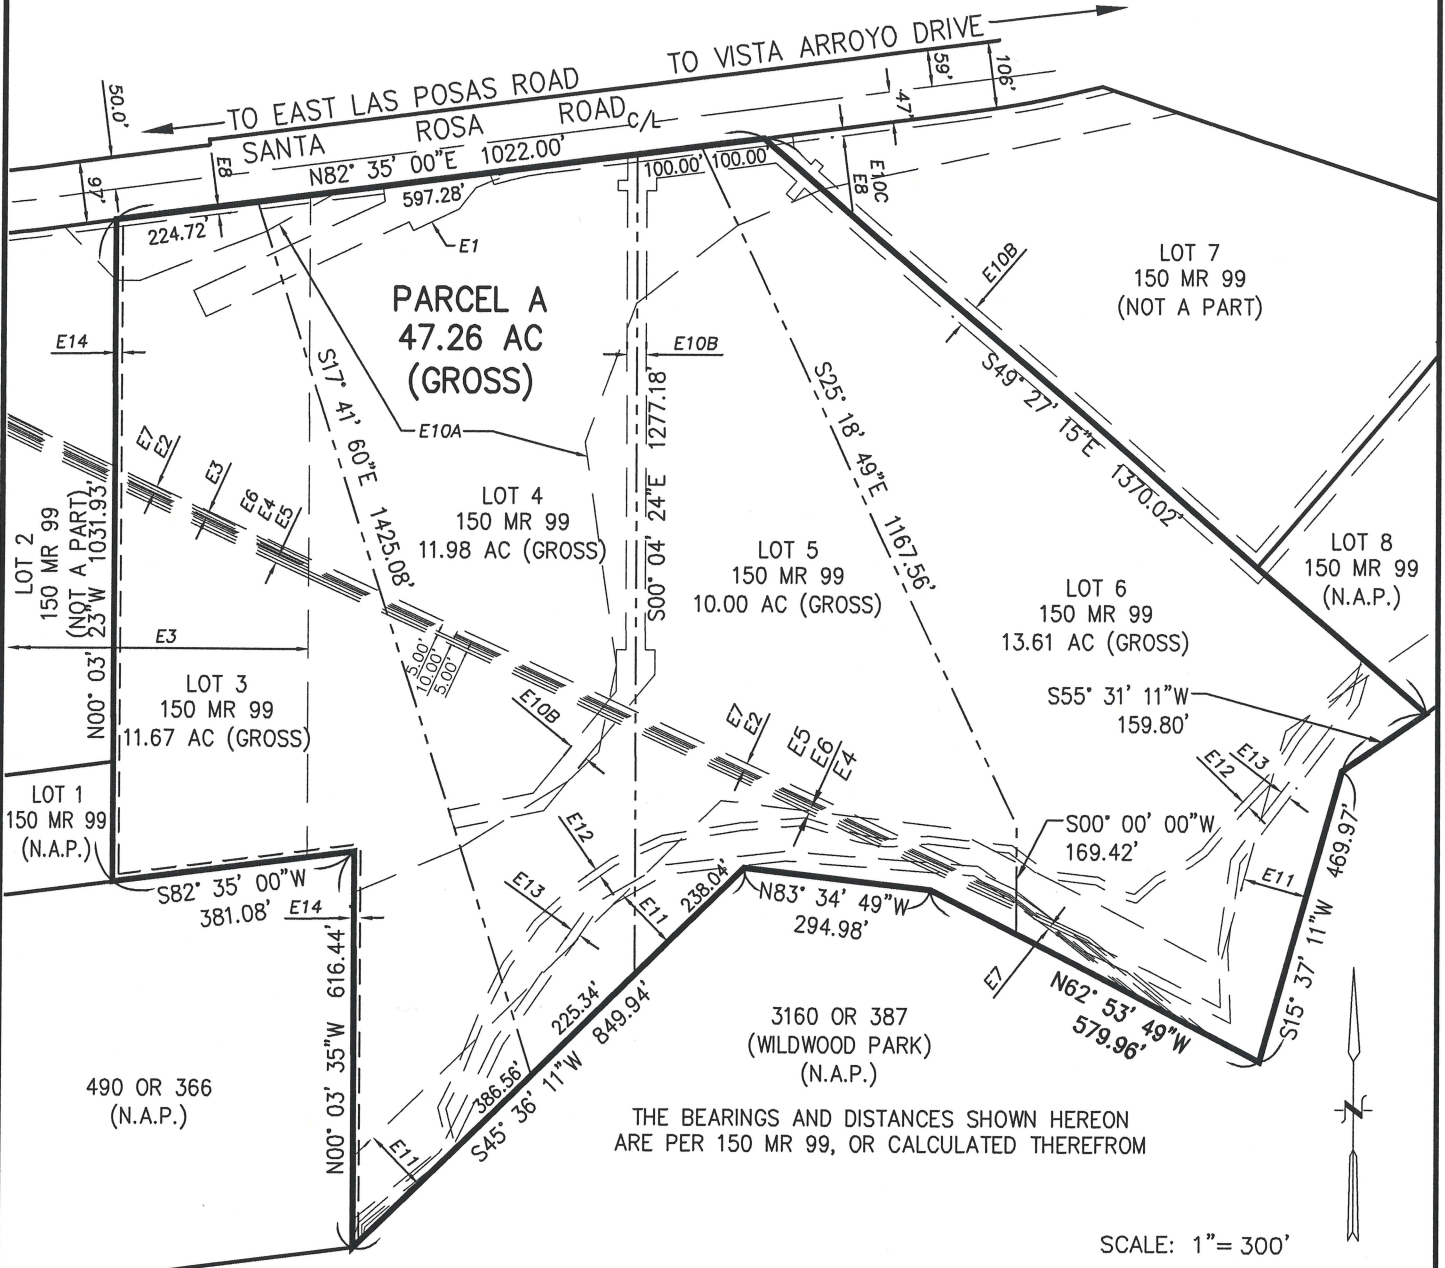 TO VISTA ARROYO DRIVE
TO EAST LAS POSAS ROAD
SANTA ROSA ROAD
C/L
50.0'
97'
E8
59'
106'
47'
N82° 35' 00"E 1022.00'
224.72'
597.28'
100.00'
100.00'
E10C
E8
E1
E10B
LOT 7
150 MR 99
(NOT A PART)
PARCEL A
47.26 AC
(GROSS)
E14
E10B
E10A
S17° 41' 60"E 1425.08'
S00° 04' 24"E 1277.18'
S25° 18' 49"E 1167.56'
S49° 27' 15"E 1370.02'
E7
E2
E3
E6
E4
E5
LOT 2
150 MR 99
(NOT A PART)
N00° 03' 23"W 1031.93'
LOT 4
150 MR 99
11.98 AC (GROSS)
LOT 5
150 MR 99
10.00 AC (GROSS)
LOT 6
150 MR 99
13.61 AC (GROSS)
LOT 8
150 MR 99
(N.A.P.)
E3
5.00'
10.00'
5.00'
LOT 3
150 MR 99
11.67 AC (GROSS)
E10B
E7
E2
E5
E6
E4
S55° 31' 11"W
159.80'
E12
E13
LOT 1
150 MR 99
(N.A.P.)
E12
E13
E11
S00° 00' 00"W
169.42'
E11
469.97'
S15° 37' 11"W
S82° 35' 00"W
381.08'
E14
238.04'
N83° 34' 49"W
294.98'
E7
N62° 53' 49"W
579.96'
N00° 03' 35"W 616.44'
225.34'
386.56'
S45° 36' 11"W 849.94'
E11
3160 OR 387
(WILDWOOD PARK)
(N.A.P.)
490 OR 366
(N.A.P.)
THE BEARINGS AND DISTANCES SHOWN HEREON
ARE PER 150 MR 99, OR CALCULATED THEREFROM
N
SCALE: 1"= 300'